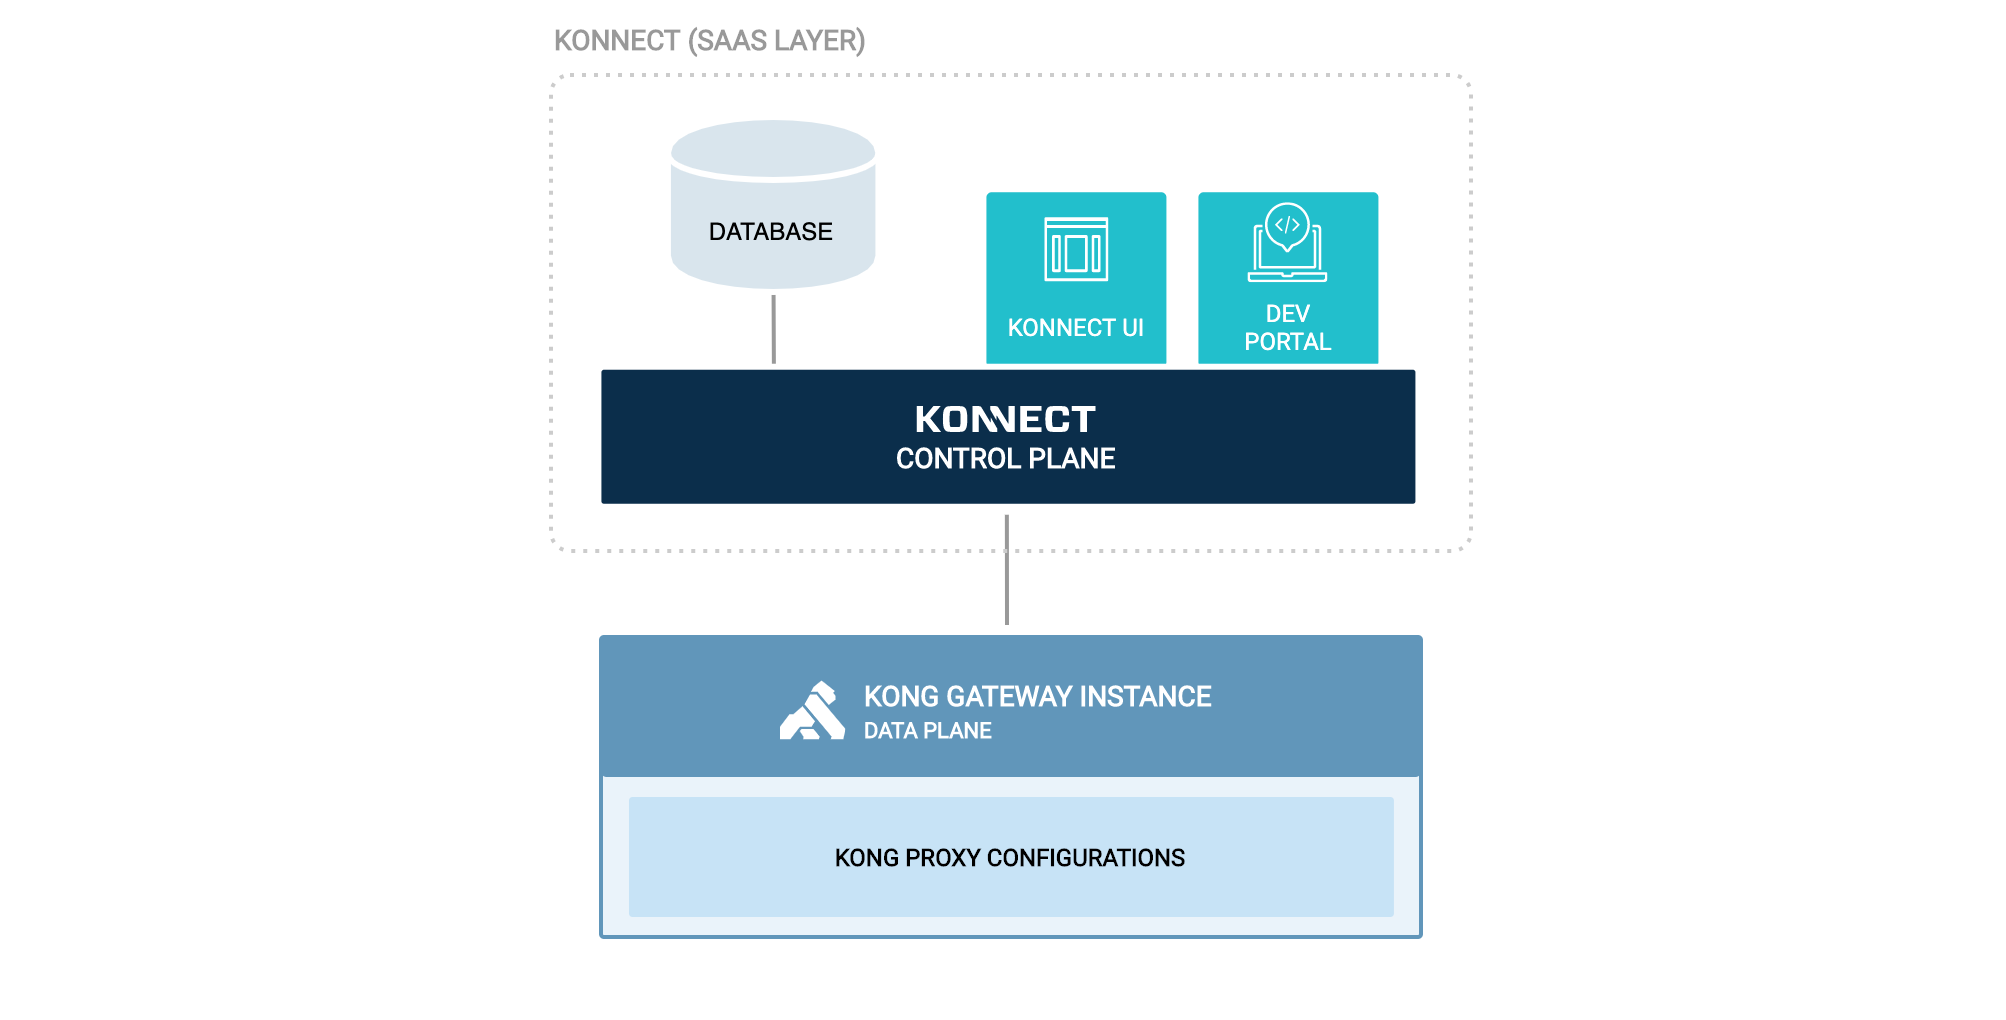 KONNECT (SAAS LAYER)
DATABASE
KONNECT UI
DEV
PORTAL
KONNECT
CONTROL PLANE
KONG GATEWAY INSTANCE
DATA PLANE
KONG PROXY CONFIGURATIONS